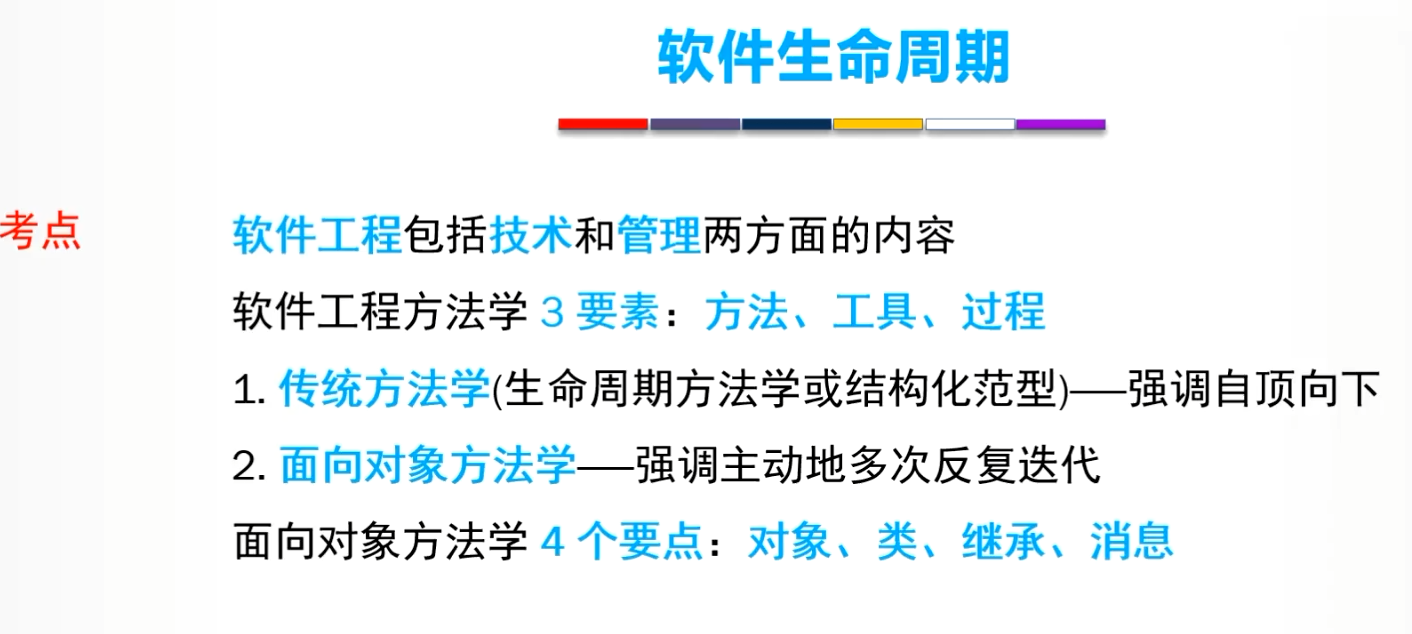 软件生命周期
考点
软件工程包括技术和管理两方面的内容
软件工程方法学 3 要素：方法、工具、过程
1. 传统方法学(生命周期方法学或结构化范型)——强调自顶向下
2. 面向对象方法学——强调主动地多次反复迭代
面向对象方法学 4 个要点：对象、类、继承、消息